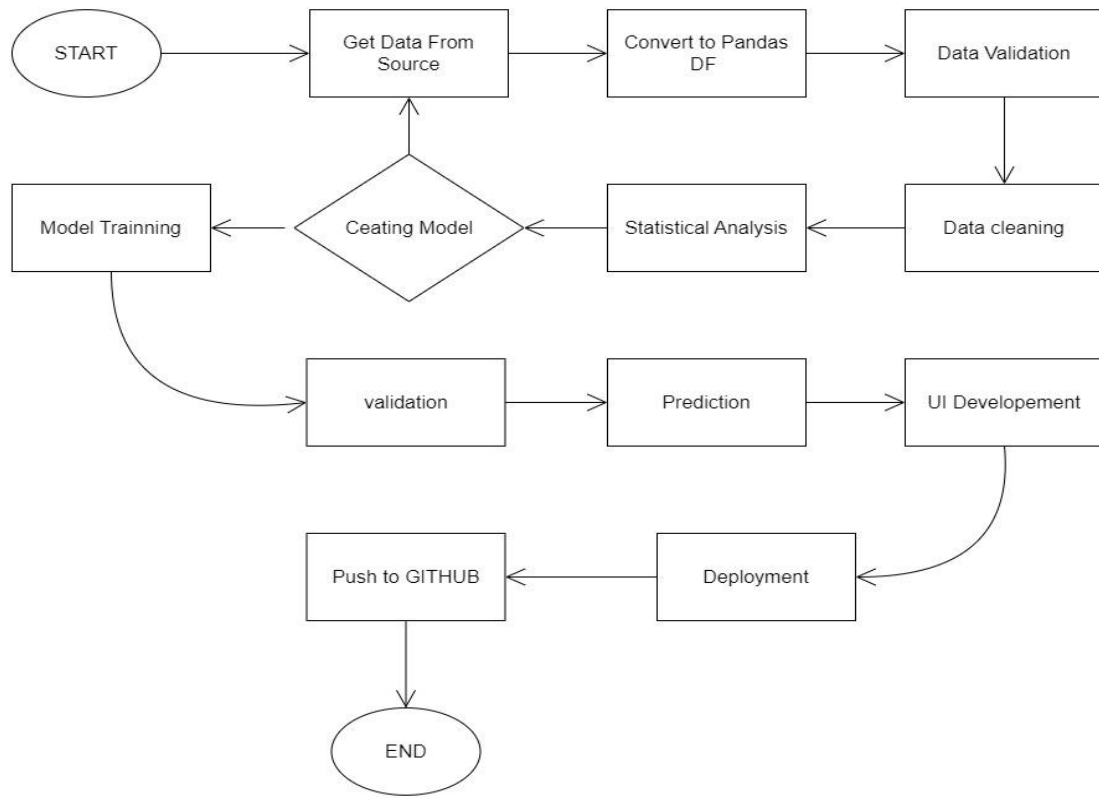 START
Get Data From
Source
Convert to Pandas
DF
Data Validation
Model Trainning
Ceating Model
Statistical Analysis
Data cleaning
validation
Prediction
UI Developement
Push to GITHUB
Deployment
END